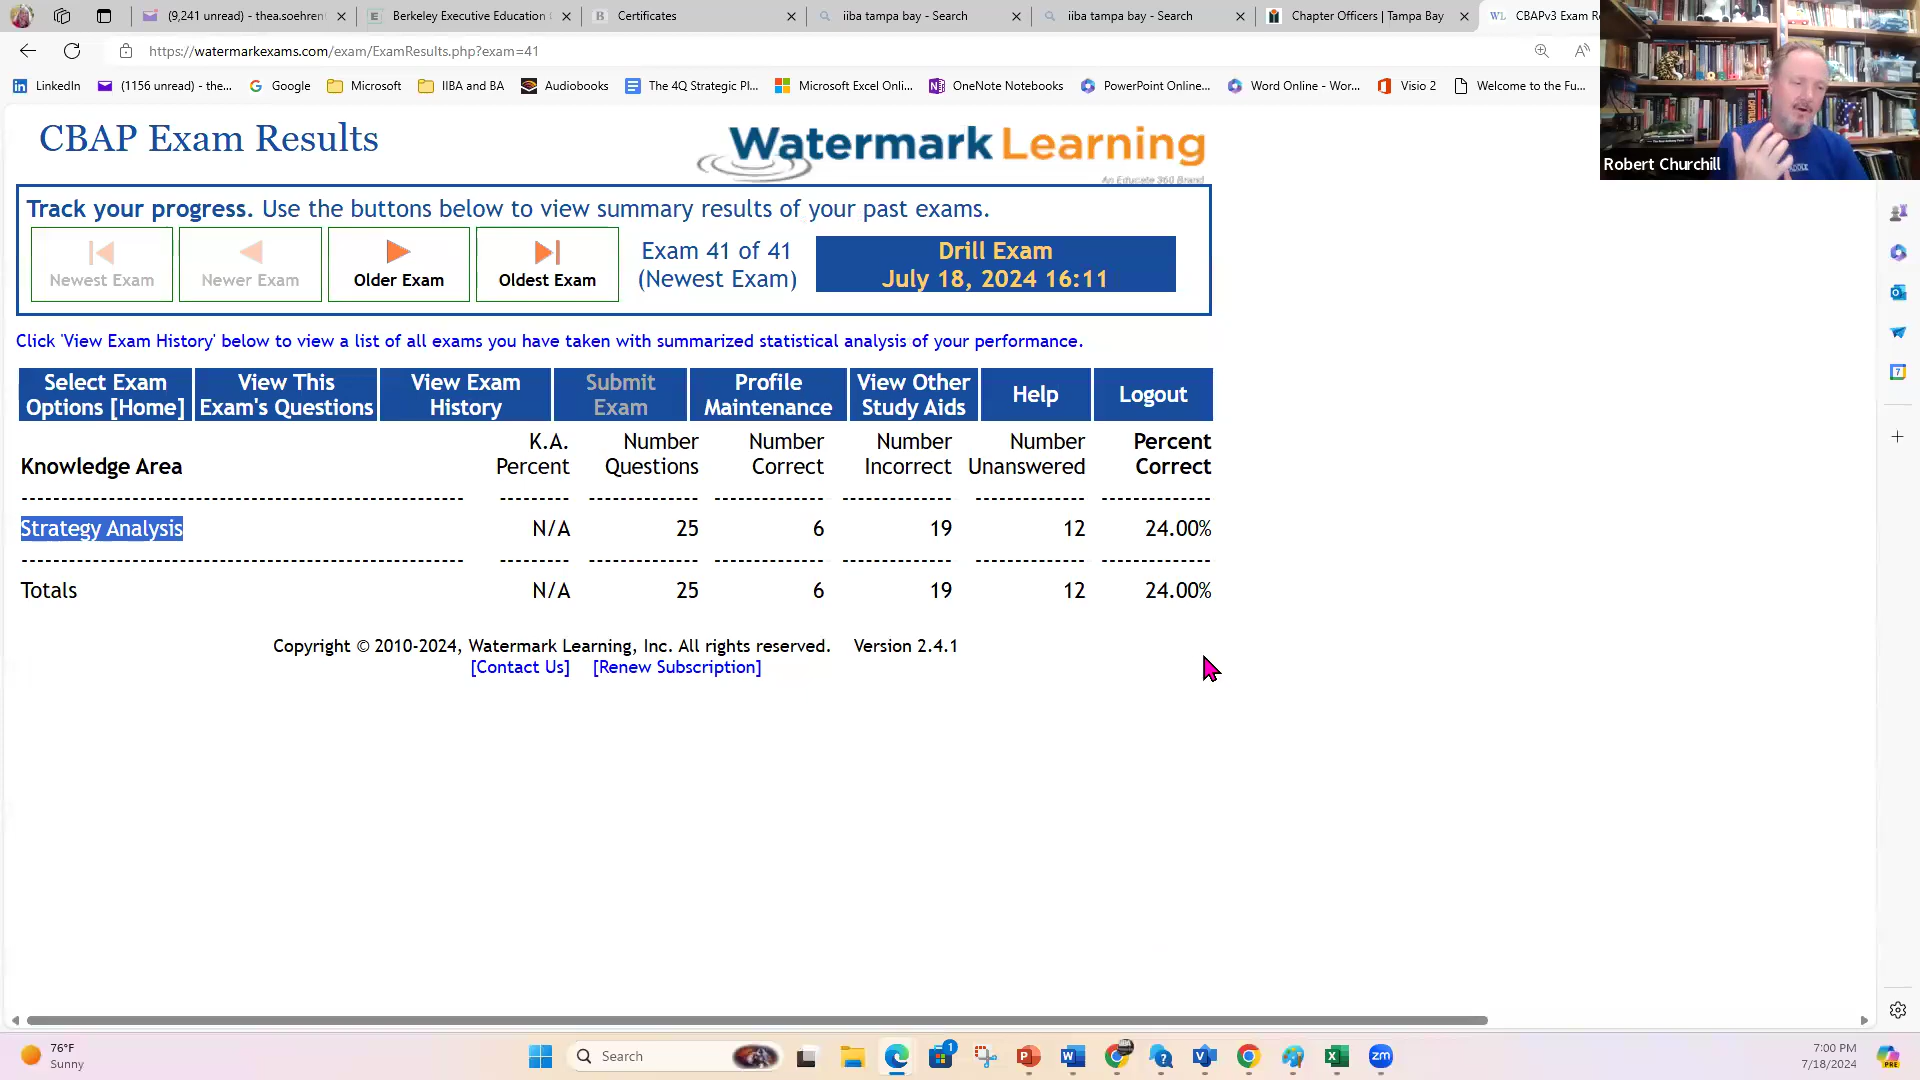 (9,241 unread) - thea.soehren
Berkeley Executive Education
Certificates
iiba tampa bay - Search
iiba tampa bay - Search
Chapter Officers | Tampa Bay
WL CBAPv3 Exam R
https://watermarkexams.com/exam/ExamResults.php?exam=41
LinkedIn
(1156 unread) - the...
Google
Microsoft
IIBA and BA
Audiobooks
The 4Q Strategic Pl...
Microsoft Excel Onli...
OneNote Notebooks
PowerPoint Online...
Word Online - Wor...
Visio 2
Welcome to the Fu...
Robert Churchill
CBAP Exam Results
Watermark Learning
An Educate 360 Brand
Track your progress. Use the buttons below to view summary results of your past exams.
Newest Exam
Newer Exam
Older Exam
Oldest Exam
Exam 41 of 41
(Newest Exam)
Drill Exam
July 18, 2024 16:11
Click 'View Exam History' below to view a list of all exams you have taken with summarized statistical analysis of your performance.
Select Exam
Options [Home]
View This
Exam's Questions
View Exam
History
Submit
Exam
Profile
Maintenance
View Other
Study Aids
Help
Logout
Knowledge Area
K.A.
Percent
Number
Questions
Number
Correct
Number
Incorrect
Number
Unanswered
Percent
Correct
Strategy Analysis N/A 25 6 19 12 24.00%
Totals N/A 25 6 19 12 24.00%
Copyright © 2010-2024, Watermark Learning, Inc. All rights reserved. Version 2.4.1
[Contact Us] [Renew Subscription]
76°F
Sunny
Search
7:00 PM
7/18/2024